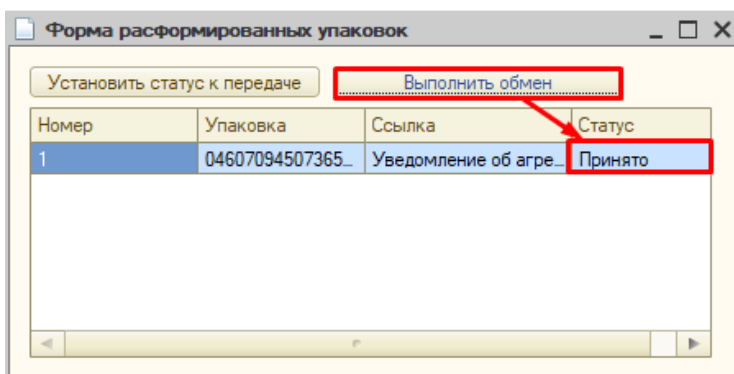 Форма расформированных упаковок
Установить статус к передаче Выполнить обмен
Номер Упаковка Ссылка Статус
1 04607094507365... Уведомление об агре... Принято